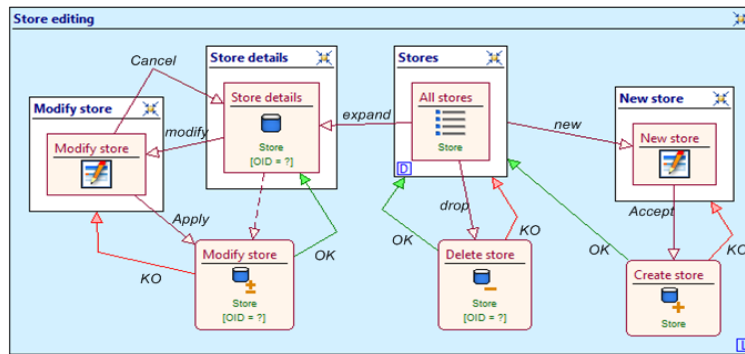 Store editing
Cancel
Store details
Stores
Store details
Store
[OID = ?]
All stores
Store
expand
new
New store
New store
Modify store
Modify store
modify
D
Apply
drop
Accept
KO
Modify store
Store
[OID = ?]
OK
OK
Delete store
Store
[OID = ?]
KO
OK
Create store
Store
KO
L